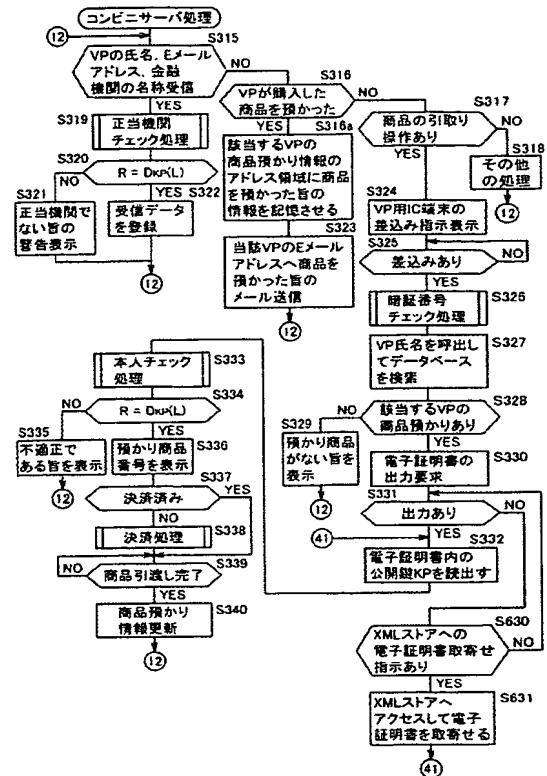 コンビニサーバ処理
12
S315
VPの氏名、Eメール
アドレス、金融
機関の名称受信
NO
YES
S319
正当機関
チェック処理
S320
R = DKP(L)
NO
YES
S321
正当機関で
ない旨の
警告表示
S322
受信データ
を登録
12
S316
VPが購入した
商品を預かった
NO
YES
S316a
該当するVPの
商品預かり情報の
アドレス領域に商品
を預かった旨の
情報を記憶させる
S323
当該VPのEメール
アドレスへ商品を
預かった旨の
メール送信
12
S317
商品の引取り
操作あり
NO
YES
S318
その他
の処理
12
S324
VP用IC端末の
差込み指示表示
S325
差込みあり
NO
YES
S326
暗証番号
チェック処理
S327
VP氏名を呼出し
てデータベース
を検索
S328
該当するVPの
商品預かりあり
NO
YES
S329
預かり商品
がない旨を
表示
12
S330
電子証明書の
出力要求
S331
出力あり
NO
YES
41
S332
電子証明書内の
公開鍵KPを読出す
S333
本人チェック
処理
S334
R = DKP(L)
NO
YES
S335
不適正で
ある旨を表示
12
S336
預かり商品
番号を表示
S337
決済済み
YES
NO
S338
決済処理
S339
商品引渡し完了
NO
YES
S340
商品預かり
情報更新
12
S630
XMLストアへの
電子証明書取寄せ
指示あり
NO
YES
S631
XMLストアへ
アクセスして電子
証明書を取寄せる
41